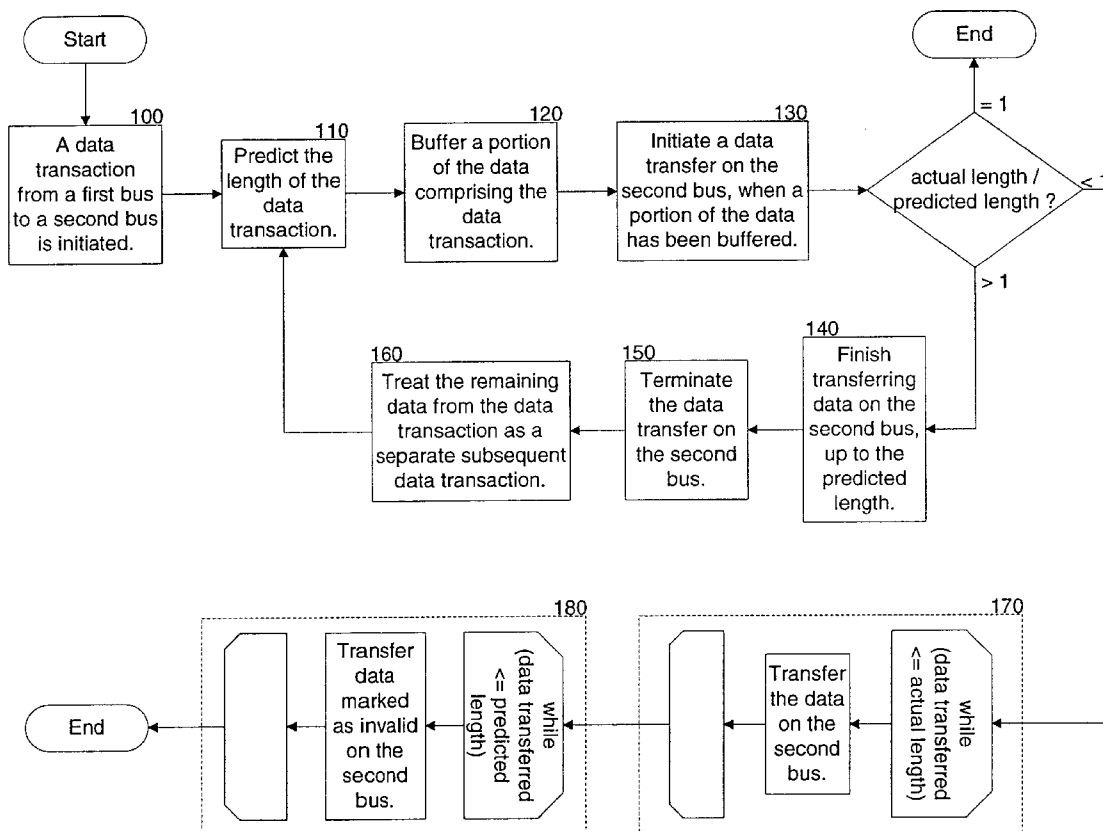 Start
End
100
A data
transaction
from a first bus
to a second bus
is initiated.
110
Predict the
length of the
data
transaction.
120
Buffer a portion
of the data
comprising the
data
transaction.
130
Initiate a data
transfer on the
second bus, when a
portion of the data
has been buffered.
= 1
actual length /
predicted length ?
< 1
> 1
140
Finish
transferring
data on the
second bus,
up to the
predicted
length.
150
Terminate
the data
transfer on
the second
bus.
160
Treat the remaining
data from the data
transaction as a
separate subsequent
data transaction.
170
while
(data transferred
<= actual length)
Transfer
the data
on the
second
bus.
180
while
(data transferred
<= predicted
length)
Transfer
data
marked
as invalid
on the
second
bus.
End